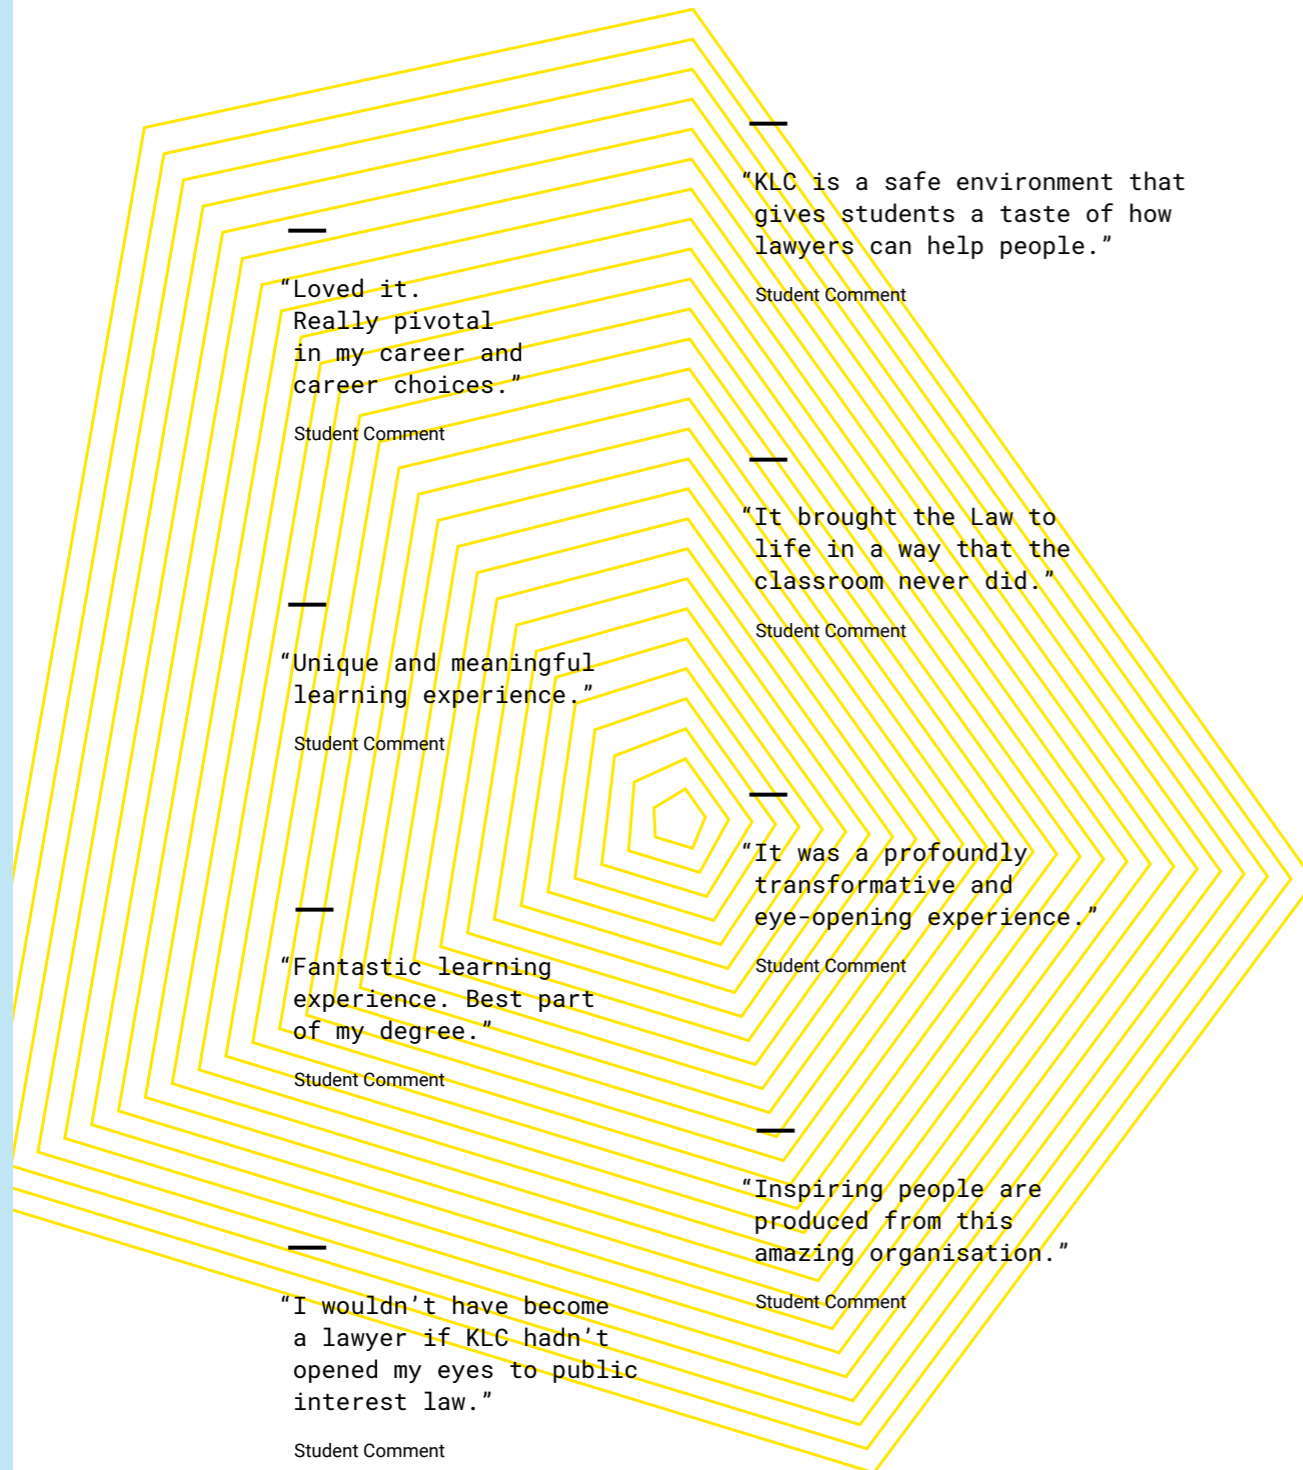 “Loved it.
Really pivotal
in my career and
career choices.”
Student Comment
“Unique and meaningful
learning experience.”
Student Comment
“Fantastic learning
experience. Best part
of my degree.”
Student Comment
“I wouldn’t have become
a lawyer if KLC hadn’t
opened my eyes to public
interest law.”
Student Comment
“KLC is a safe environment that
gives students a taste of how
lawyers can help people.”
Student Comment
“It brought the Law to
life in a way that the
classroom never did.”
Student Comment
“It was a profoundly
transformative and
eye-opening experience.”
Student Comment
“Inspiring people are
produced from this
amazing organisation.”
Student Comment